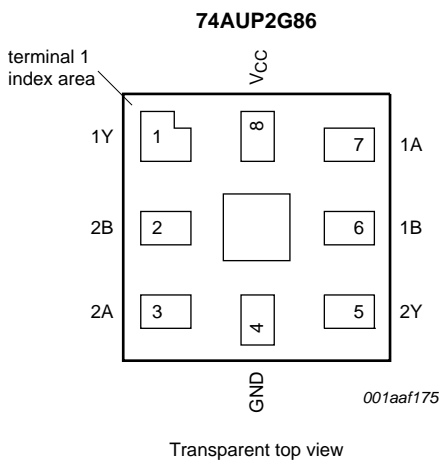 74AUP2G86
terminal 1
index area
VCC
1Y
1
8
7
1A
2B
2
6
1B
2A
3
4
5
2Y
GND
001aaf175
Transparent top view